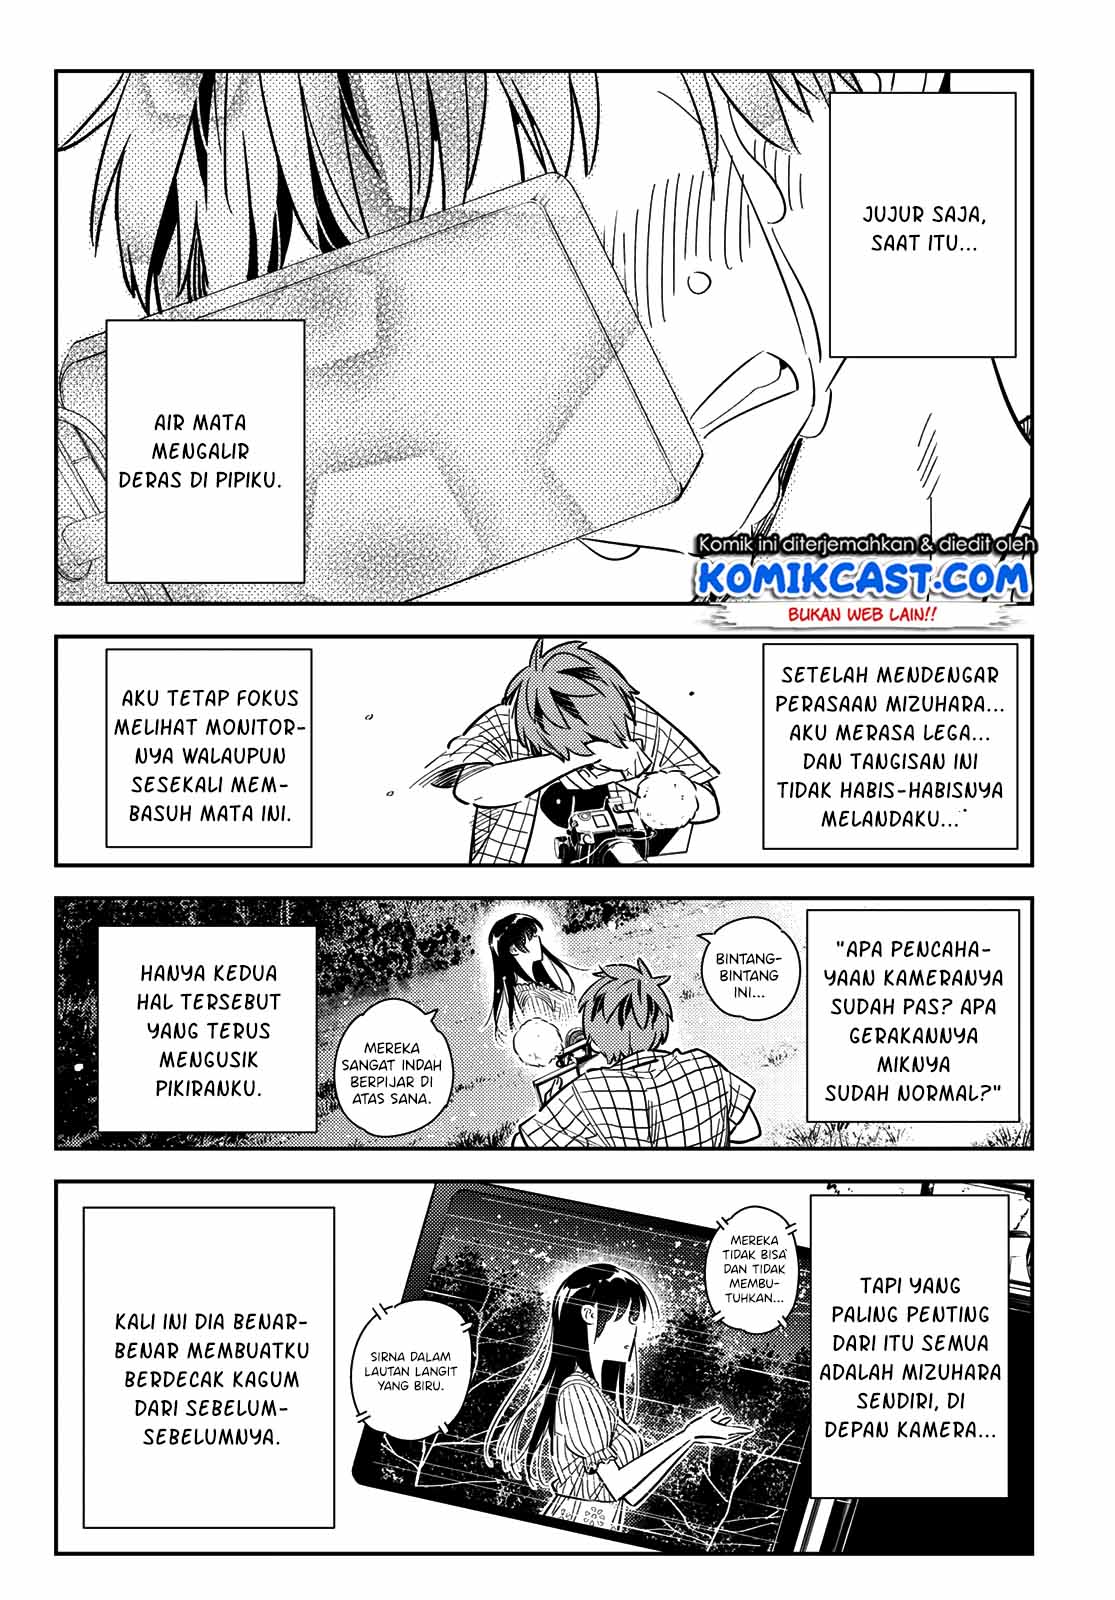 JUJUR SAJA,
SAAT ITU...
AIR MATA
MENGALIR
DERAS DI PIPIKU.
Komik ini diterjemahkan & diedit oleh
KOMIKCAST.COM
BUKAN WEB LAIN!!
SETELAH MENDENGAR
PERASAAN MIZUHARA...
AKU MERASA LEGA...
DAN TANGISAN INI
TIDAK HABIS-HABISNYA
MELANDAKU...
AKU TETAP FOKUS
MELIHAT MONITOR-
NYA WALAUPUN
SESEKALI MEM-
BASUH MATA INI.
"APA PENCAHA-
YAAN KAMERANYA
SUDAH PAS? APA
GERAKANNYA
MIKNYA
SUDAH NORMAL?"
BINTANG-
BINTANG
INI...
MEREKA
SANGAT INDAH
BERPIJAR DI
ATAS SANA.
HANYA KEDUA
HAL TERSEBUT
YANG TERUS
MENGUSIK
PIKIRANKU.
TAPI YANG
PALING PENTING
DARI ITU SEMUA
ADALAH MIZUHARA
SENDIRI, DI
DEPAN KAMERA...
MEREKA
TIDAK BISA
DAN TIDAK
MEMBU-
TUHKAN...
SIRNA DALAM
LAUTAN LANGIT
YANG BIRU.
KALI INI DIA BENAR-
BENAR MEMBUATKU
BERDECAK KAGUM
DARI SEBELUM-
SEBELUMNYA.